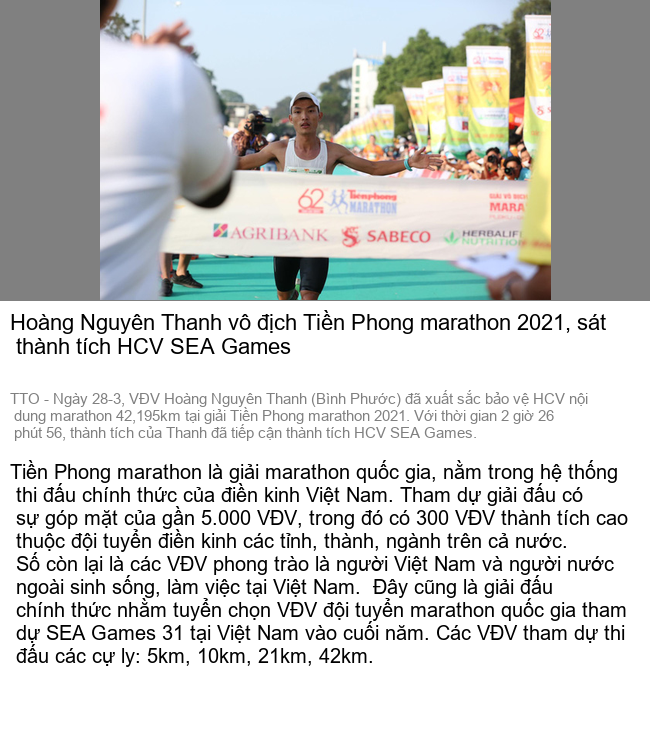 62
Tiền Phong
MARATHON
MARA
AGRIBANK
SABECO
HERBALIFE
NUTRITION
Hoàng Nguyên Thanh vô địch Tiền Phong marathon 2021, sát
thành tích HCV SEA Games
TTO - Ngày 28-3, VĐV Hoàng Nguyên Thanh (Bình Phước) đã xuất sắc bảo vệ HCV nội
dung marathon 42,195km tại giải Tiền Phong marathon 2021. Với thời gian 2 giờ 26
phút 56, thành tích của Thanh đã tiếp cận thành tích HCV SEA Games.
Tiền Phong marathon là giải marathon quốc gia, nằm trong hệ thống
thi đấu chính thức của điền kinh Việt Nam. Tham dự giải đấu có
sự góp mặt của gần 5.000 VĐV, trong đó có 300 VĐV thành tích cao
thuộc đội tuyển điền kinh các tỉnh, thành, ngành trên cả nước.
Số còn lại là các VĐV phong trào là người Việt Nam và người nước
ngoài sinh sống, làm việc tại Việt Nam.  Đây cũng là giải đấu
chính thức nhằm tuyển chọn VĐV đội tuyển marathon quốc gia tham
dự SEA Games 31 tại Việt Nam vào cuối năm. Các VĐV tham dự thi
đấu các cự ly: 5km, 10km, 21km, 42km.